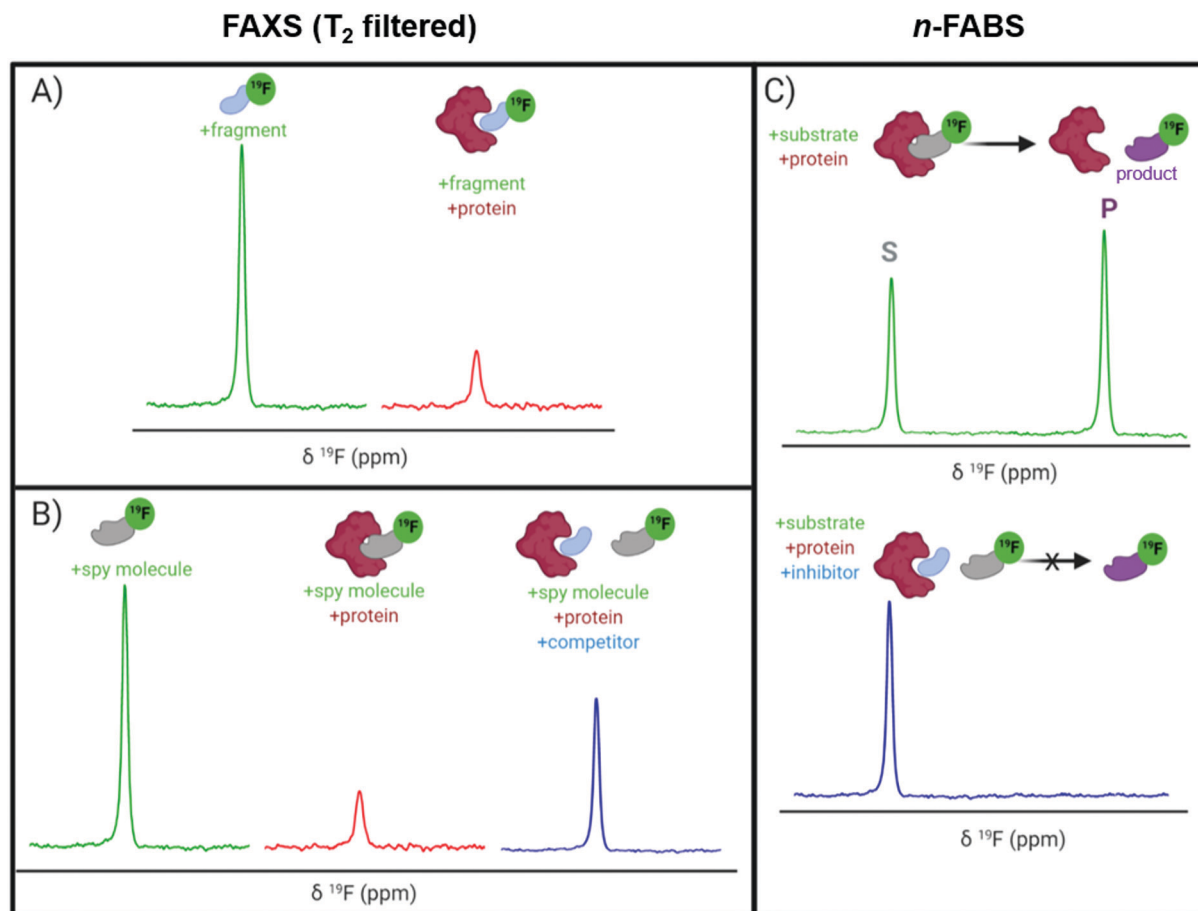 FAXS (T₂ filtered)
n-FABS
A)
¹⁹F
+fragment
¹⁹F
+fragment
+protein
δ ¹⁹F (ppm)
B)
¹⁹F
+spy molecule
¹⁹F
+spy molecule
+protein
¹⁹F
+spy molecule
+protein
+competitor
δ ¹⁹F (ppm)
C)
+substrate
+protein
¹⁹F
¹⁹F
product
S
P
δ ¹⁹F (ppm)
+substrate
+protein
+inhibitor
¹⁹F
x
¹⁹F
δ ¹⁹F (ppm)